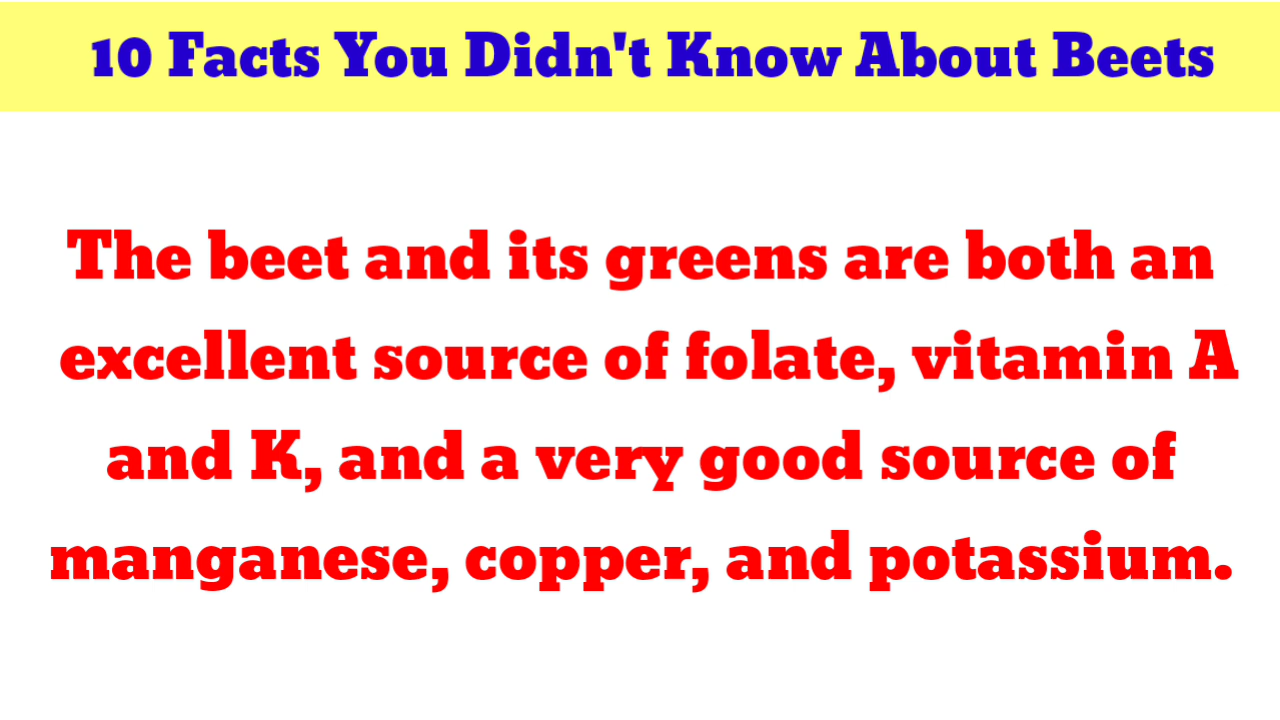 10 Facts You Didn't Know About Beets
The beet and its greens are both an
excellent source of folate, vitamin A
and K, and a very good source of
manganese, copper, and potassium.